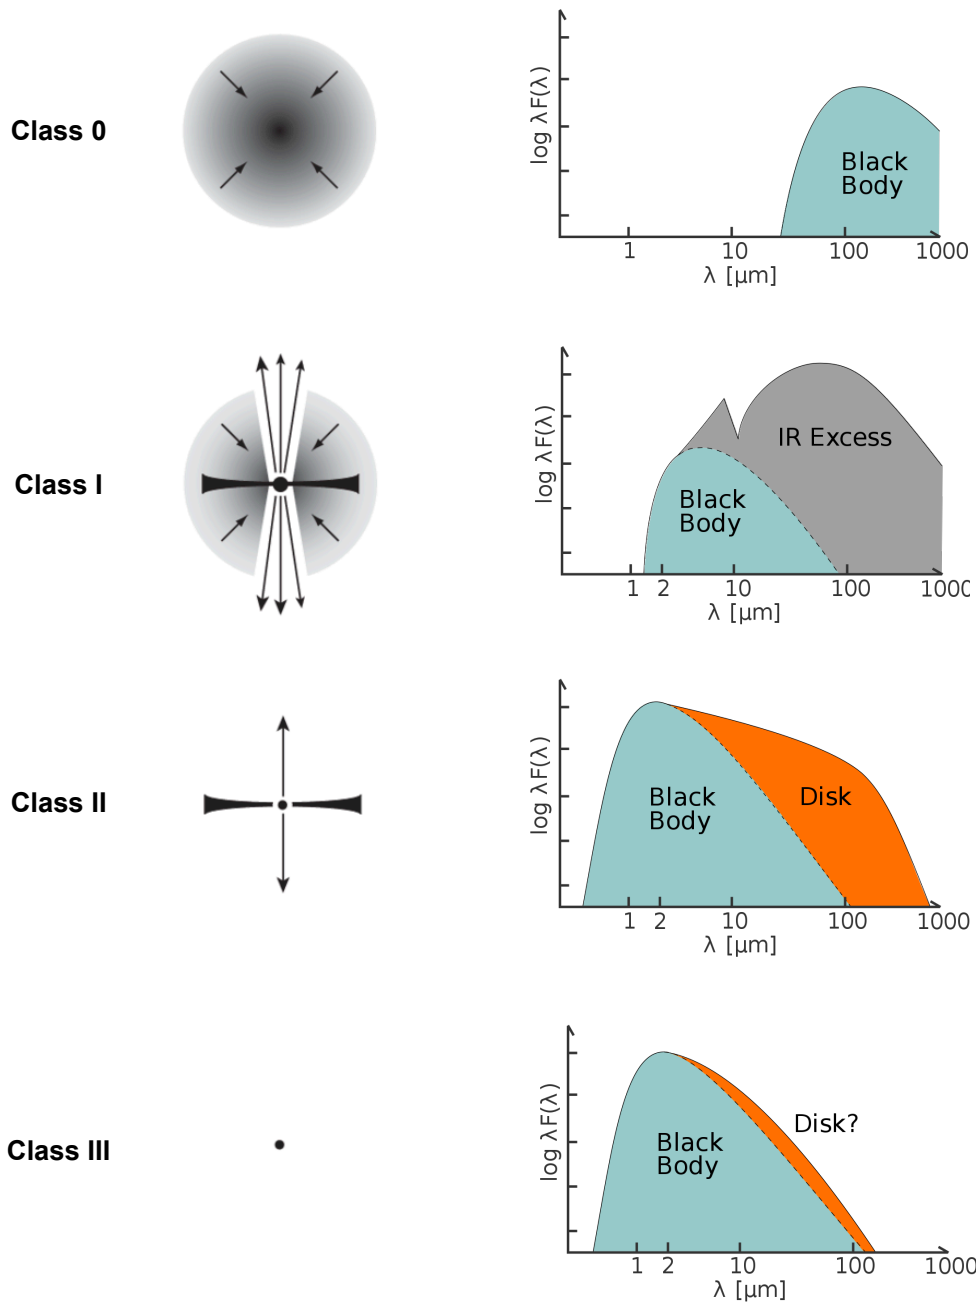 Class 0
log λF(λ)
Black
Body
1 10 100 1000
λ [μm]
Class I
log λF(λ)
IR Excess
Black
Body
1 2 10 100 1000
λ [μm]
Class II
log λF(λ)
Black
Body
Disk
1 2 10 100 1000
λ [μm]
Class III
log λF(λ)
Black
Body
Disk?
1 2 10 100 1000
λ [μm]